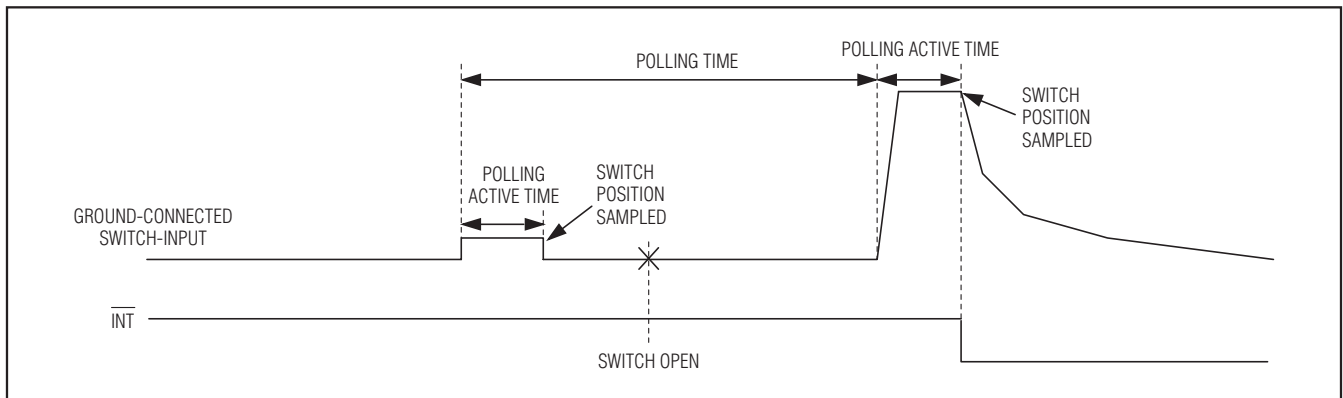 POLLING TIME
POLLING ACTIVE TIME
SWITCH
POSITION
SAMPLED
POLLING
ACTIVE TIME
SWITCH
POSITION
SAMPLED
GROUND-CONNECTED
SWITCH-INPUT
INT
SWITCH OPEN